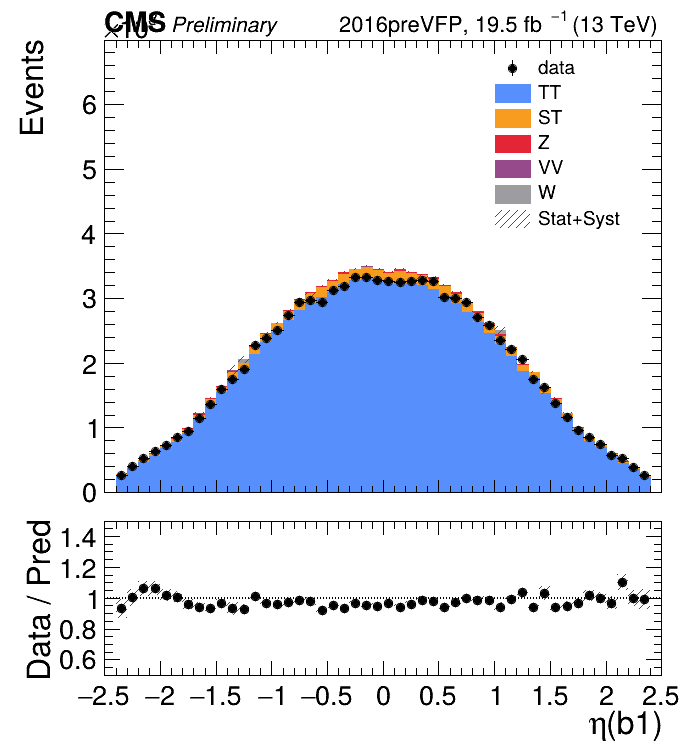 CMS Preliminary 2016preVFP, 19.5 fb⁻¹ (13 TeV)
Events
data
TT
ST
Z
VV
W
Stat+Syst
6
5
4
3
2
1
0
Data / Pred
1.4
1.2
1
0.8
0.6
−2.5 −2 −1.5 −1 −0.5 0 0.5 1 1.5 2 2.5
η(b1)